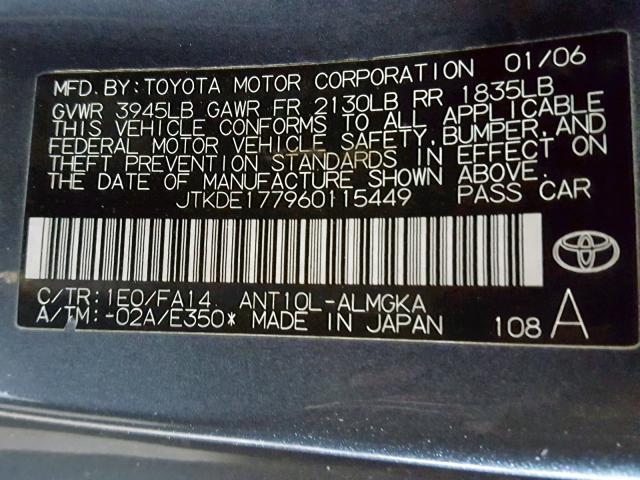 MFD. BY: TOYOTA MOTOR CORPORATION 01/06
GVWR 3945LB GAWR FR 2130LB RR 1835LB
THIS VEHICLE CONFORMS TO ALL APPLICABLE
FEDERAL MOTOR VEHICLE SAFETY, BUMPER, AND
THEFT PREVENTION STANDARDS IN EFFECT ON
THE DATE OF MANUFACTURE SHOWN ABOVE.
JTKDE177960115449 PASS CAR
C/TR: 1E0/FA14 ANT10L-ALMGKA
A/TM: -02A/E350* MADE IN JAPAN 108 A